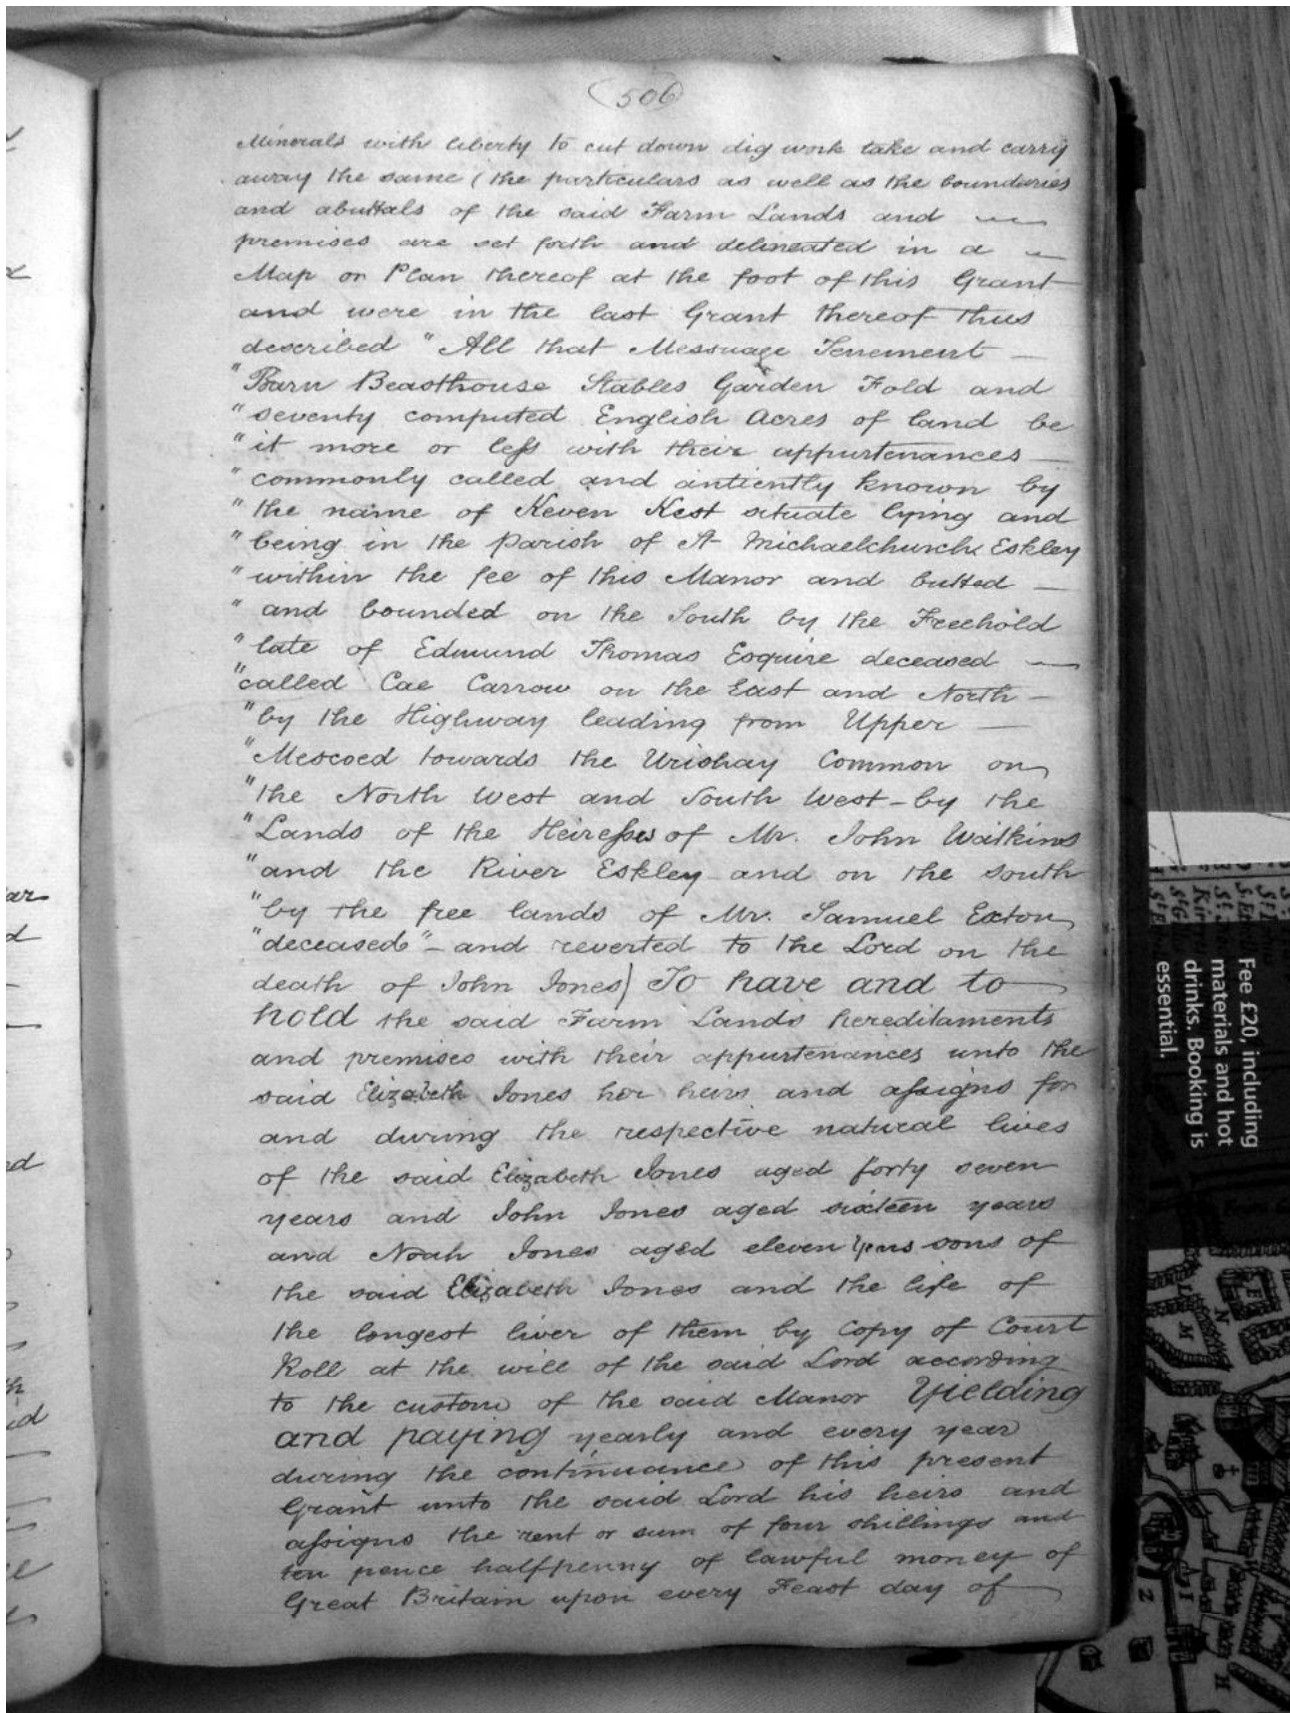 (506)
Minerals with liberty to cut down dig work take and carry
away the same (the particulars as well as the boundaries
and abuttals of the said Farm Lands and
premises are set forth and delineated in a
Map or Plan thereof at the foot of this Grant
and were in the last Grant thereof thus
described "All that Messuage Tenement —
"Barn Beasthouse Stables Garden Fold and
"seventy computed English Acres of land be
"it more or less with their appurtenances —
"commonly called and antiently known by
"the name of Keven Kest situate lying and
"being in the parish of St Michaelchurch Eskley
"within the fee of this Manor and butted —
"and bounded on the South by the Freehold
"late of Edmund Thomas Esquire deceased —
"called Cae Carrow on the East and North —
"by the Highway leading from Upper —
"Mescoed towards the Urishay Common on
"the North West and South West – by the
"Lands of the Heiresses of Mr. John Watkins
"and the River Eskley and on the south
"by the free lands of Mr. Samuel Exton
"deceased" – and reverted to the Lord on the
death of John Jones) To have and to
hold the said Farm Lands hereditaments
and premises with their appurtenances unto the
said Elizabeth Jones her heirs and assigns for
and during the respective natural lives
of the said Elizabeth Jones aged forty seven
years and John Jones aged sixteen years
and Noah Jones aged eleven years sons of
the said Elizabeth Jones and the life of
the longest liver of them by Copy of Court
Roll at the will of the said Lord according
to the custom of the said Manor Yielding
and paying yearly and every year
during the continuance of this present
Grant unto the said Lord his heirs and
assigns the rent or sum of four shillings and
ten pence halfpenny of lawful money of
Great Britain upon every Feast day of
Fee £20, including
materials and hot
drinks. Booking is
essential.